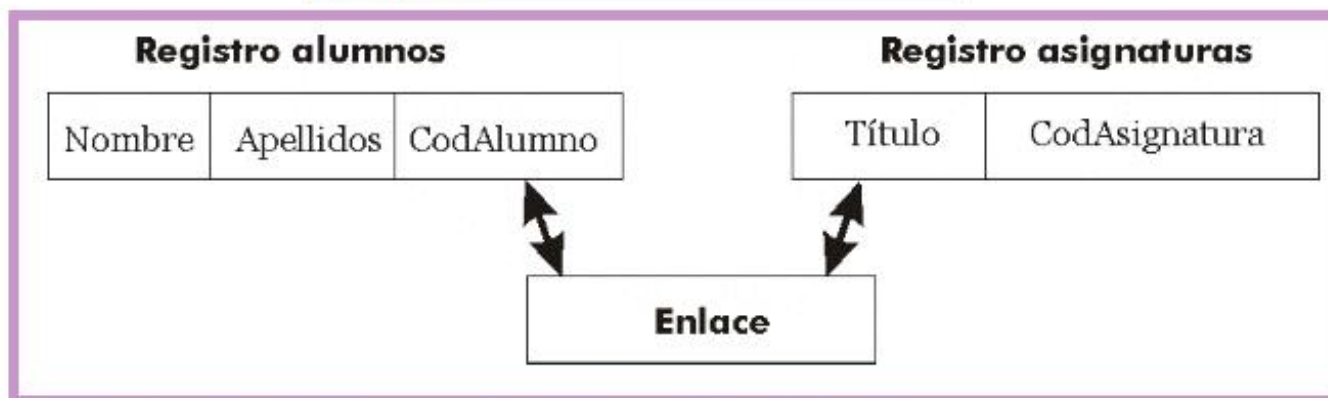 Registro alumnos
Registro asignaturas
Nombre Apellidos CodAlumno
Título CodAsignatura
Enlace